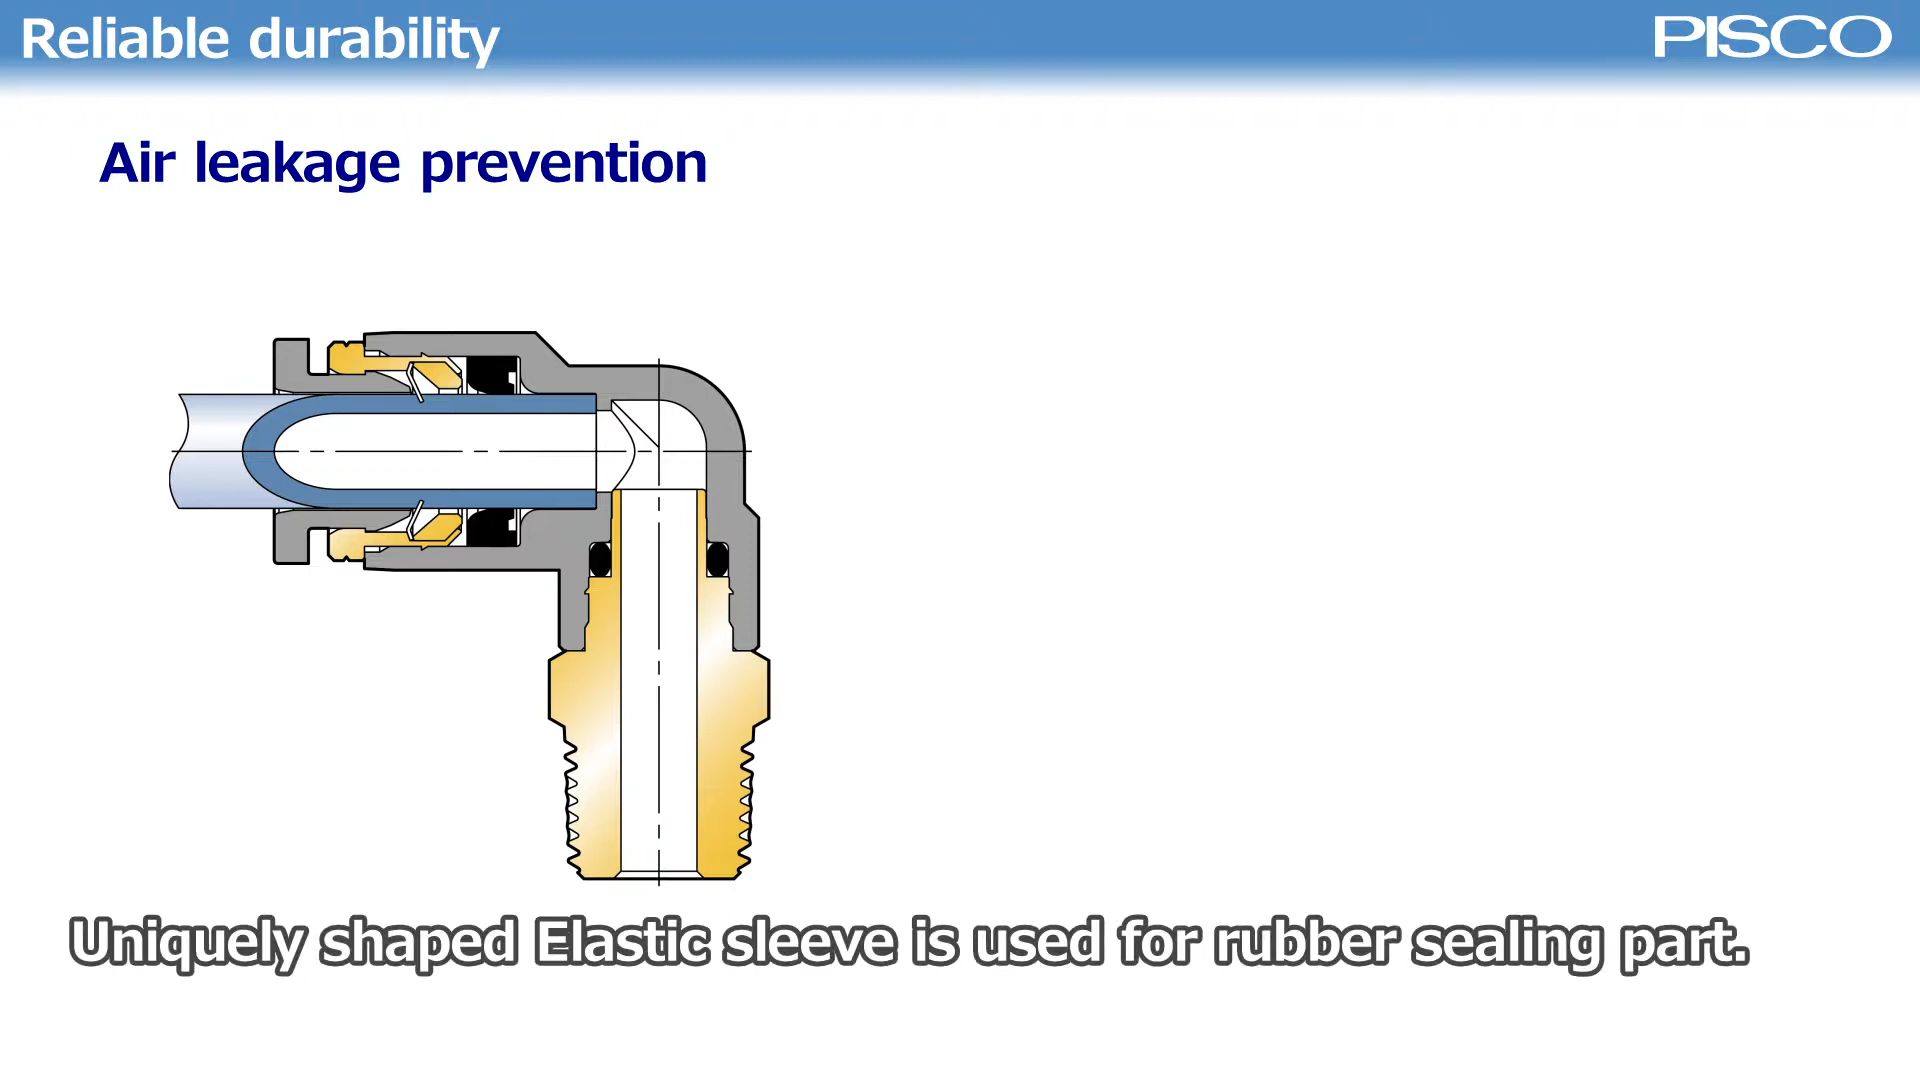 Reliable durability
PISCO
Air leakage prevention
Uniquely shaped Elastic sleeve is used for rubber sealing part.